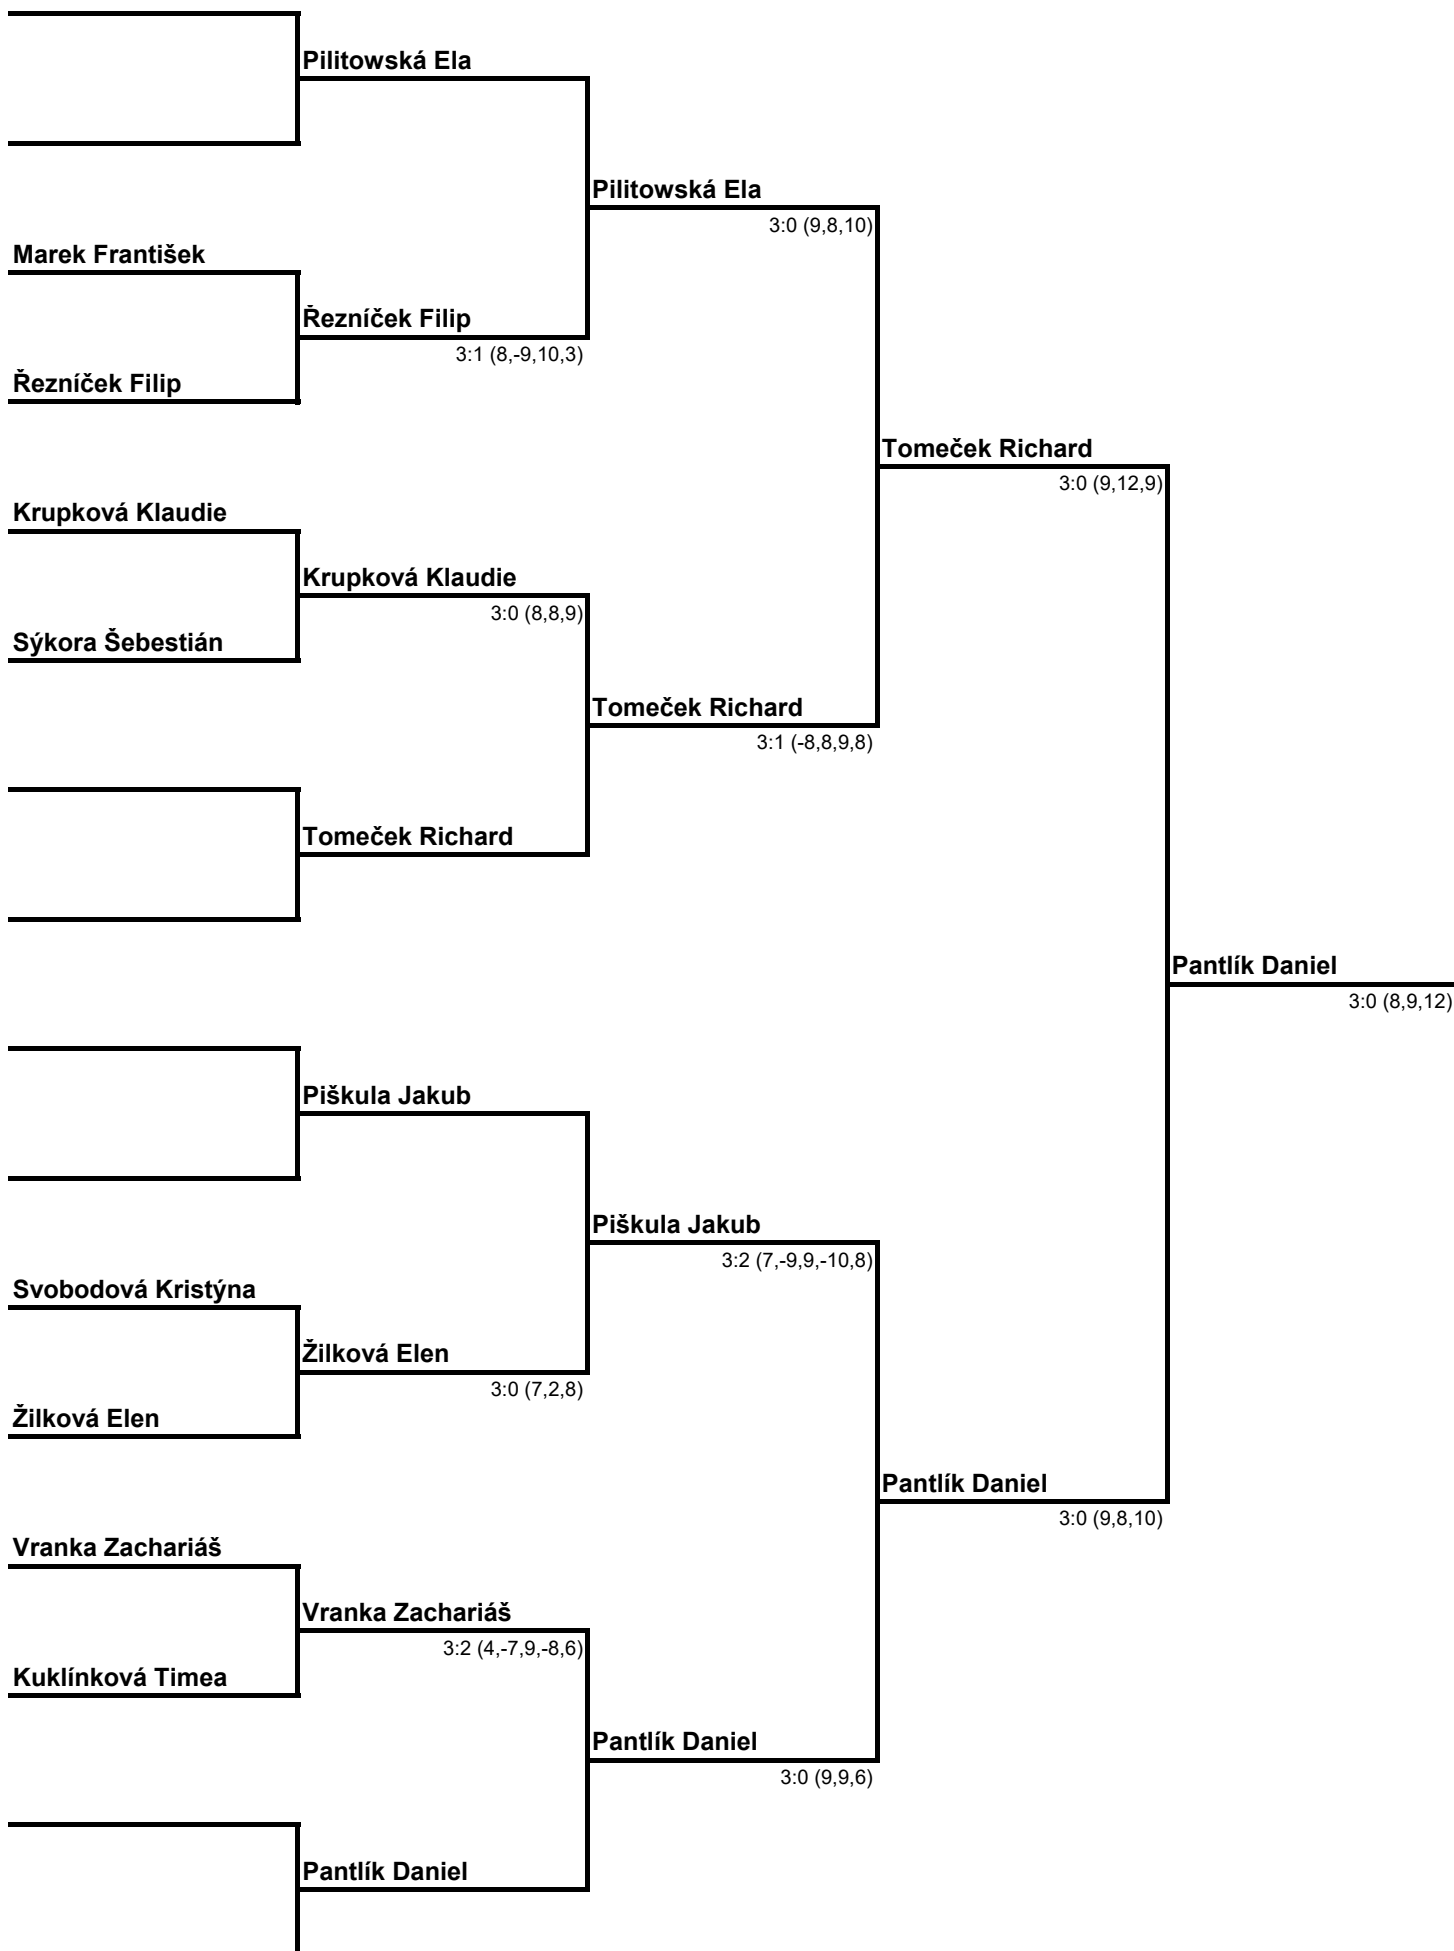 Pilitowská Ela
Pilitowská Ela
3:0 (9,8,10)
Marek František
Řezníček Filip
3:1 (8,-9,10,3)
Řezníček Filip
Tomeček Richard
3:0 (9,12,9)
Krupková Klaudie
Krupková Klaudie
3:0 (8,8,9)
Sýkora Šebestián
Tomeček Richard
3:1 (-8,8,9,8)
Tomeček Richard
Pantlík Daniel
3:0 (8,9,12)
Piškula Jakub
Piškula Jakub
3:2 (7,-9,9,-10,8)
Svobodová Kristýna
Žilková Elen
3:0 (7,2,8)
Žilková Elen
Pantlík Daniel
3:0 (9,8,10)
Vranka Zachariáš
Vranka Zachariáš
3:2 (4,-7,9,-8,6)
Kuklínková Timea
Pantlík Daniel
3:0 (9,9,6)
Pantlík Daniel